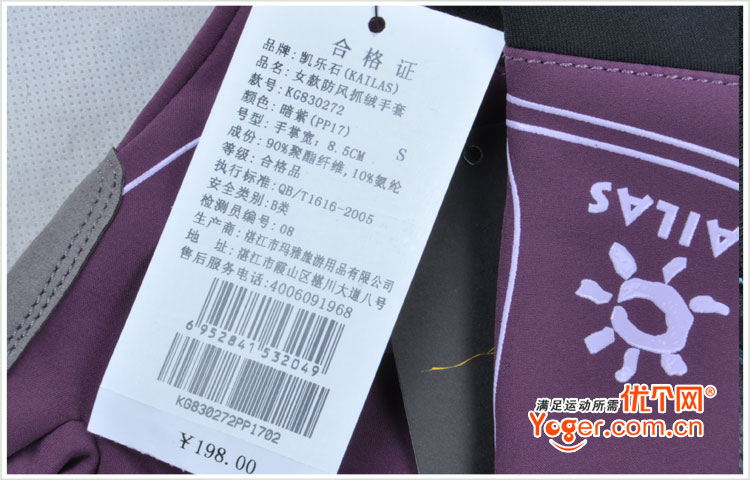 合格证
品牌:凯乐石(KAILAS)
品名:女款防风抓绒手套
款号:KG830272
颜色:暗紫(PP17)
号型:手掌宽:8.5CM S
成份:90%聚酯纤维,10%氨纶
等级:合格品
执行标准:QB/T1616-2005
安全类别:B类
检测员编号:08
生产商:湛江市玛雅旅游用品有限公司
地 址:湛江市霞山区椹川大道八号
售后服务电话:4006091968
6952841532049
KG830272PP1702
¥198.00
KAILAS
满足运动所需 优个网®
Yoger.com.cn